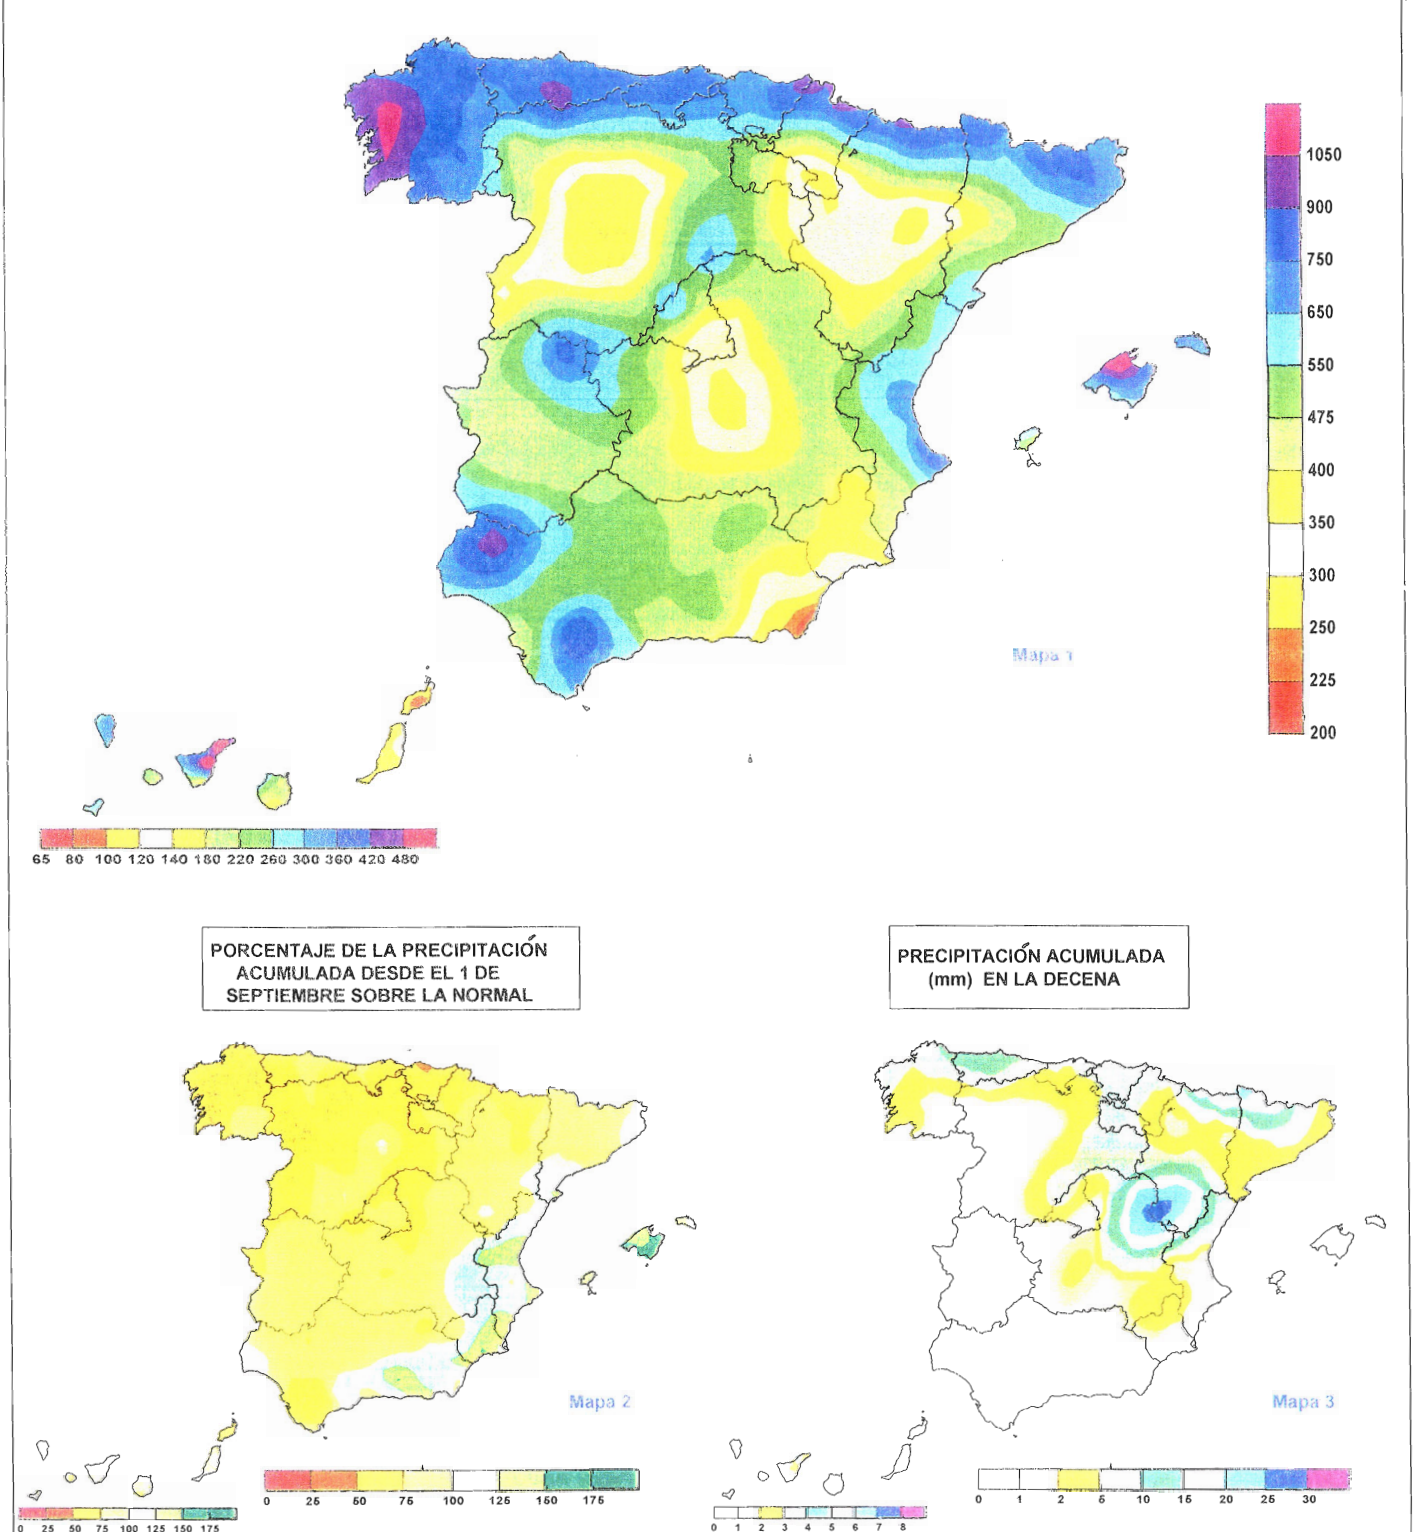 1050
900
750
650
550
475
400
350
300
250
225
200
Mapa 1
65 80 100 120 140 180 220 260 300 360 420 480
PORCENTAJE DE LA PRECIPITACIÓN
ACUMULADA DESDE EL 1 DE
SEPTIEMBRE SOBRE LA NORMAL
PRECIPITACIÓN ACUMULADA
(mm) EN LA DECENA
Mapa 2
Mapa 3
0 25 50 75 100 125 160 175
0 25 50 75 100 125 150 175
0 1 2 6 10 16 20 26 30
0 1 2 3 4 5 6 7 8